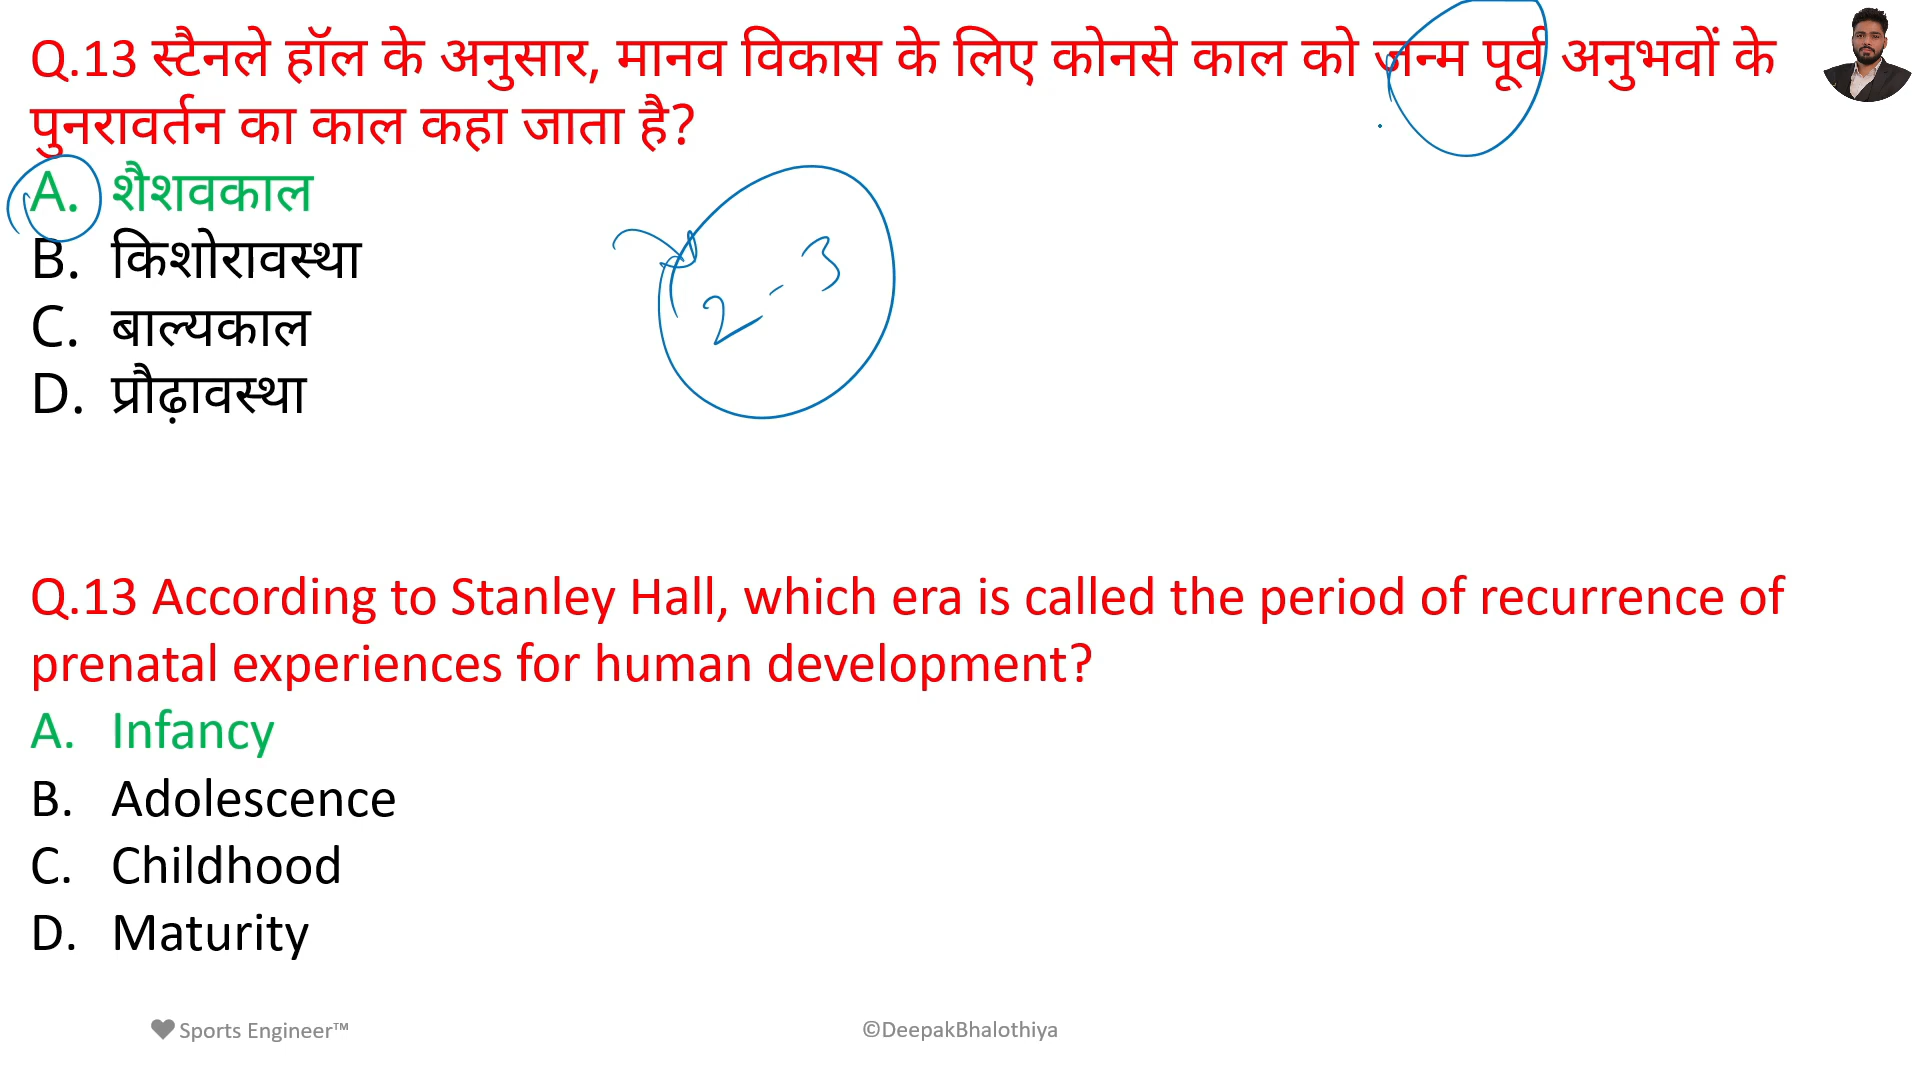 Q.13 स्टैनले हॉल के अनुसार, मानव विकास के लिए कोनसे काल को जन्म पूर्व अनुभवों के
पुनरावर्तन का काल कहा जाता है?
A. शैशवकाल
B. किशोरावस्था
C. बाल्यकाल
D. प्रौढ़ावस्था
2-3
Q.13 According to Stanley Hall, which era is called the period of recurrence of
prenatal experiences for human development?
A. Infancy
B. Adolescence
C. Childhood
D. Maturity
Sports Engineer™
©DeepakBhalothiya